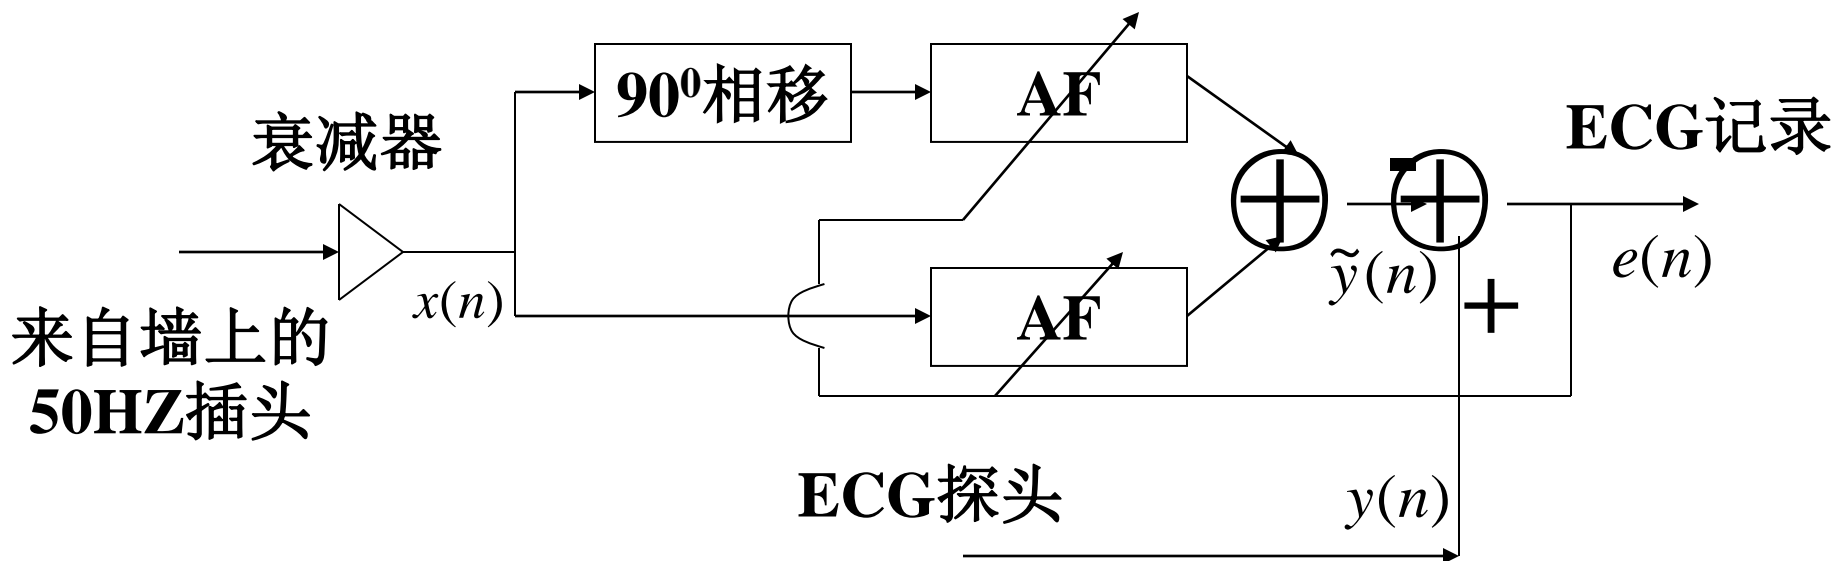 90⁰相移
AF
ECG记录
衰减器
x(n)
ỹ(n)
e(n)
+
AF
来自墙上的
50HZ插头
ECG探头
y(n)